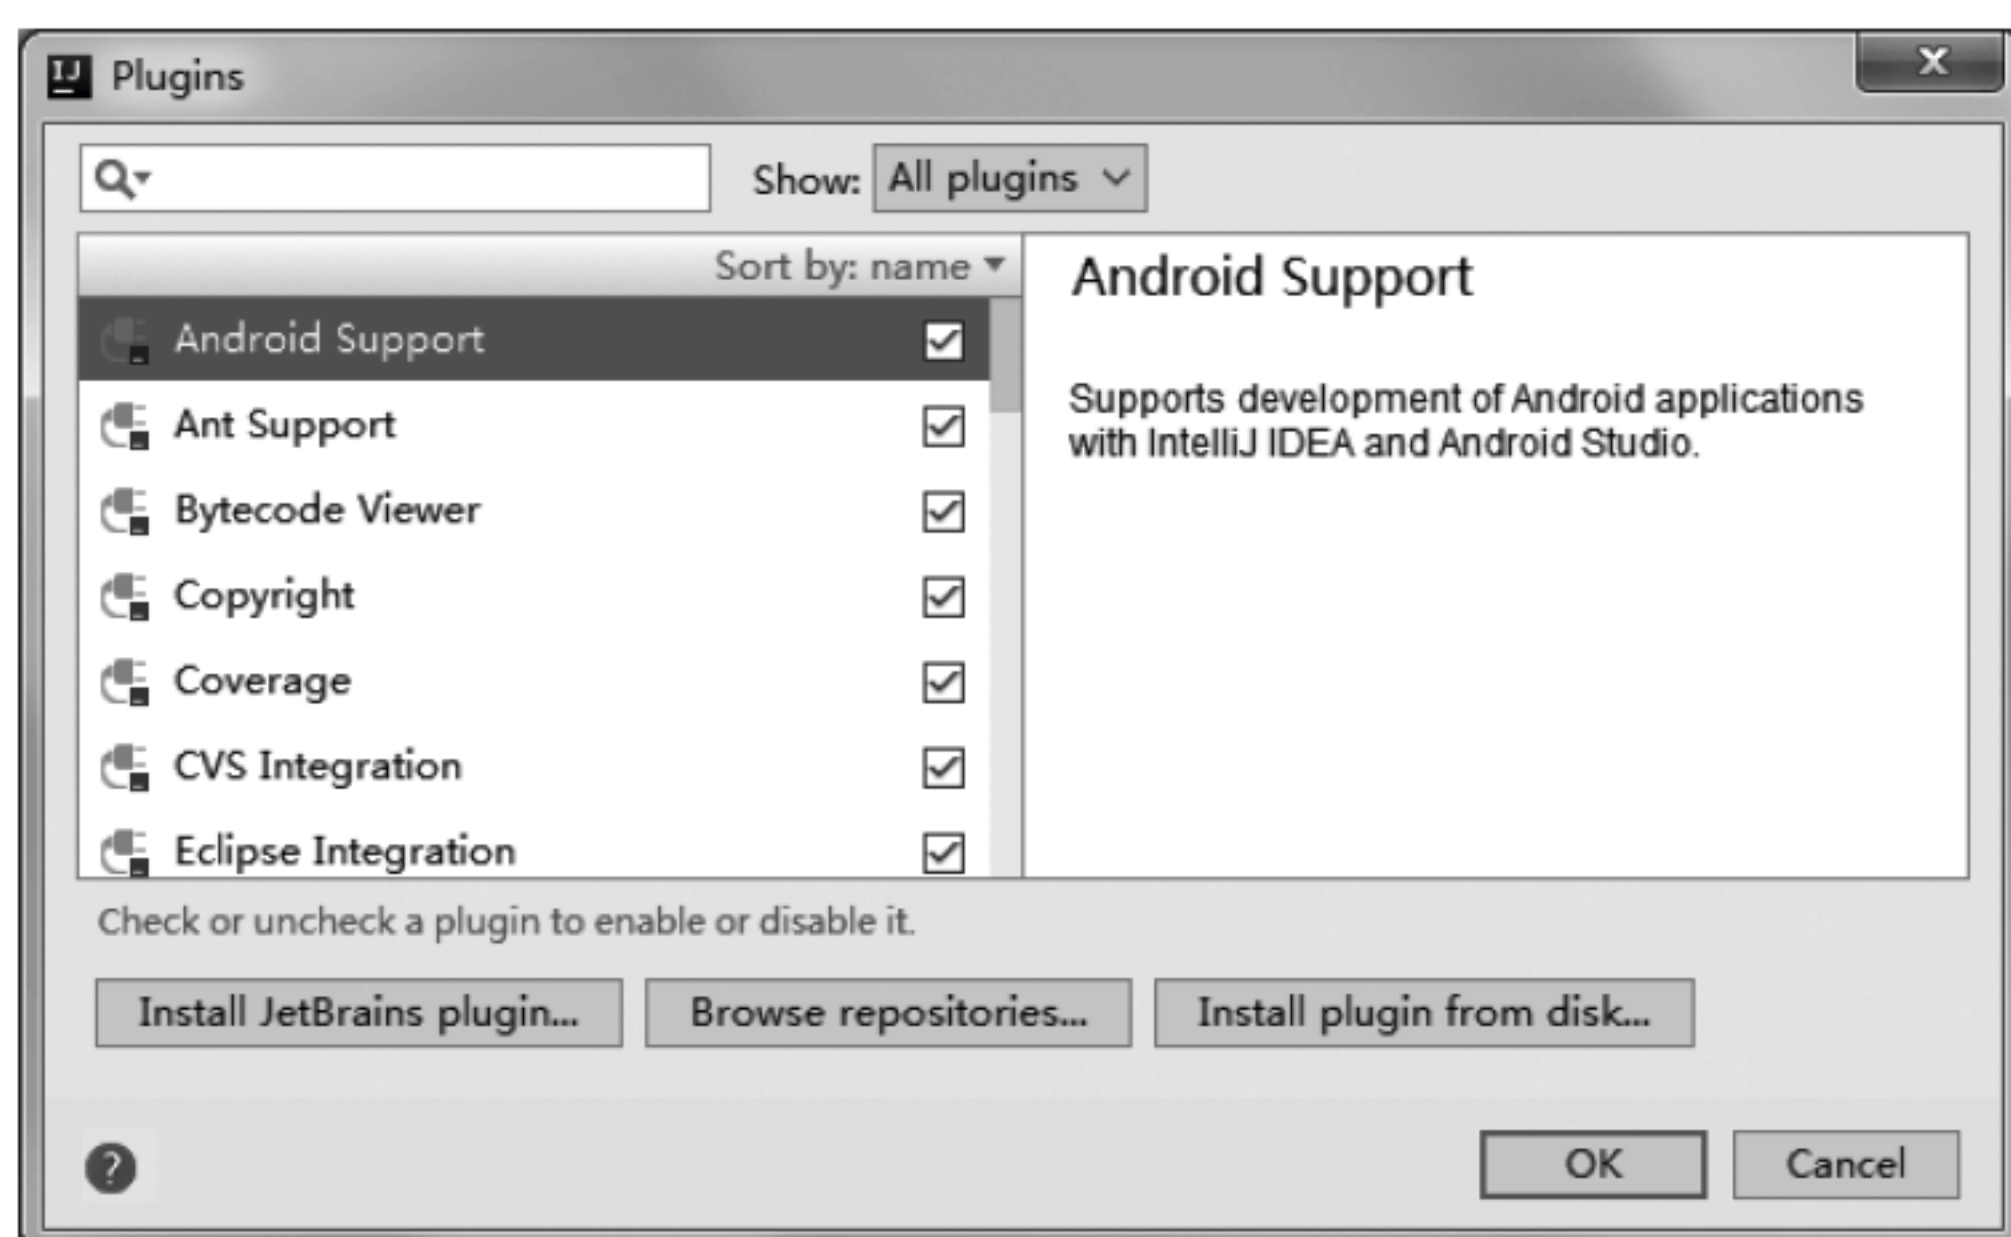 IJ Plugins
Show: All plugins
Sort by: name
Android Support
Ant Support
Bytecode Viewer
Copyright
Coverage
CVS Integration
Eclipse Integration
Android Support
Supports development of Android applications
with IntelliJ IDEA and Android Studio.
Check or uncheck a plugin to enable or disable it.
Install JetBrains plugin...
Browse repositories...
Install plugin from disk...
?
OK
Cancel